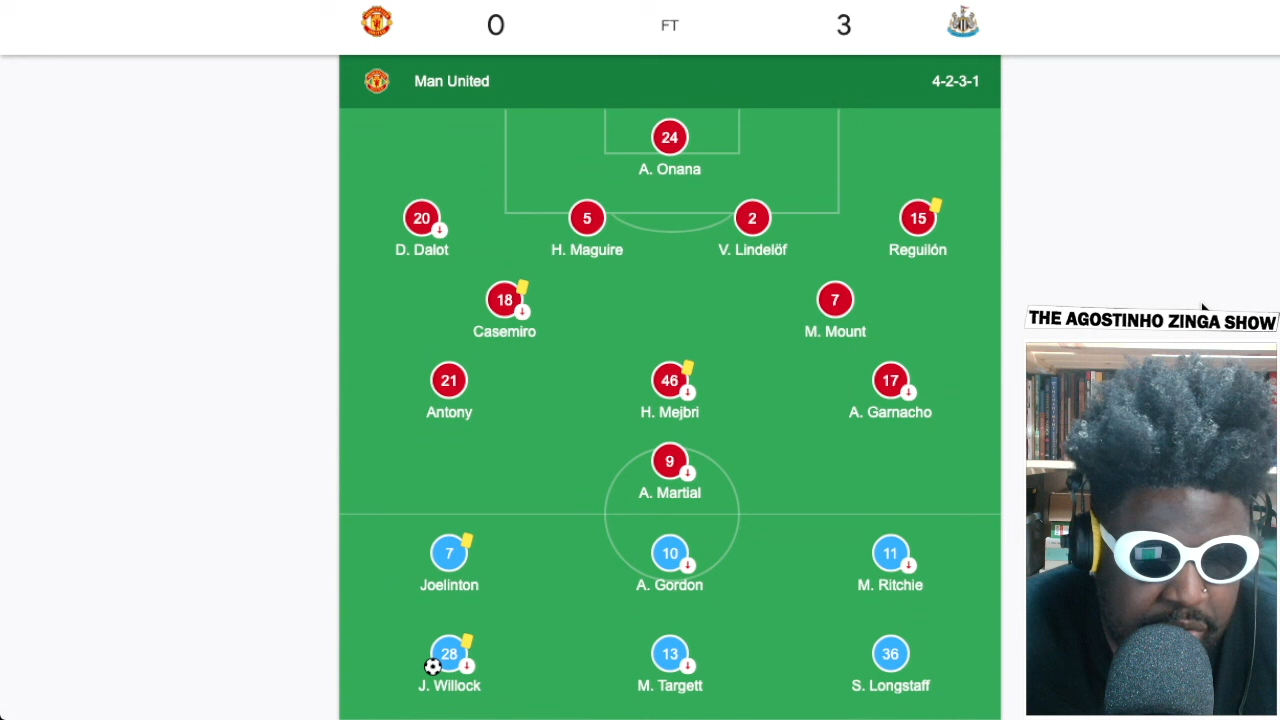 0 FT 3
Man United 4-2-3-1
24
A. Onana
20 5 2 15
D. Dalot H. Maguire V. Lindelöf Reguilón
18 7
Casemiro M. Mount
21 46 17
Antony H. Mejbri A. Garnacho
9
A. Martial
7 10 11
Joelinton A. Gordon M. Ritchie
28 13 36
J. Willock M. Targett S. Longstaff
THE AGOSTINHO ZINGA SHOW